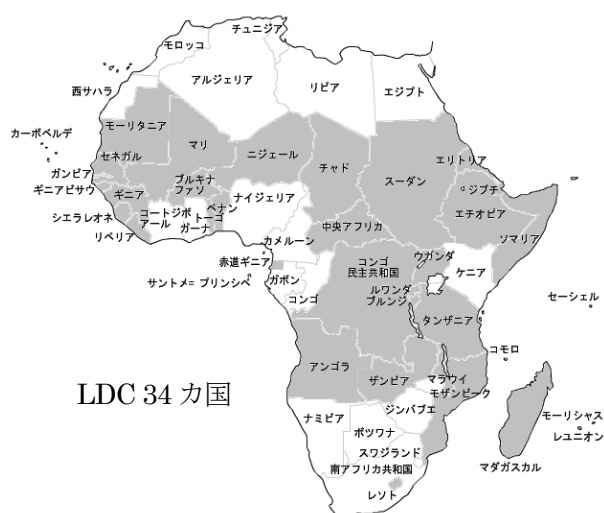 チュニジア
モロッコ
アルジェリア
リビア
エジプト
西サハラ
モーリタニア
カーボベルデ
マリ
ニジェール
セネガル
エリトリア
チャド
スーダン
ガンビア
ブルキナ
ファソ
ジブチ
ギニアビサウ
ギニア
ベナン
ナイジェリア
エチオピア
シエラレオネ
コートジボ
アール
トーゴ
ガーナ
中央アフリカ
リベリア
カメルーン
ソマリア
赤道ギニア
コンゴ
民主共和国
ウガンダ
ケニア
サントメ=プリンシペ
ガボン
ルワンダ
ブルンジ
コンゴ
セーシェル
タンザニア
コモロ
アンゴラ
ザンビア
マラウイ
モザンビーク
LDC 34 カ国
ナミビア
ジンバブエ
モーリシャス
レユニオン
ボツワナ
スワジランド
マダガスカル
南アフリカ共和国
レソト